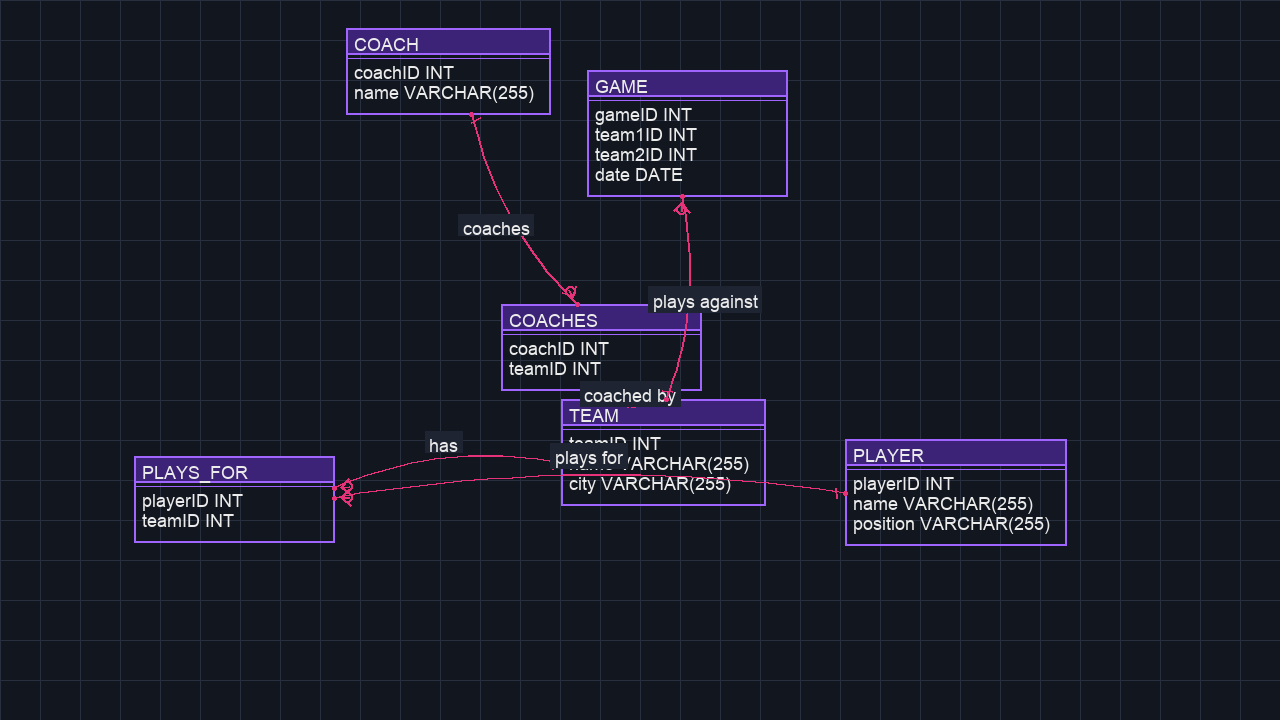 COACH
coachID INT
name VARCHAR(255)
GAME
gameID INT
team1ID INT
team2ID INT
date DATE
coaches
plays against
COACHES
coachID INT
teamID INT
coached by
TEAM
teamID INT
name VARCHAR(255)
city VARCHAR(255)
has
plays for
PLAYS_FOR
playerID INT
teamID INT
PLAYER
playerID INT
name VARCHAR(255)
position VARCHAR(255)